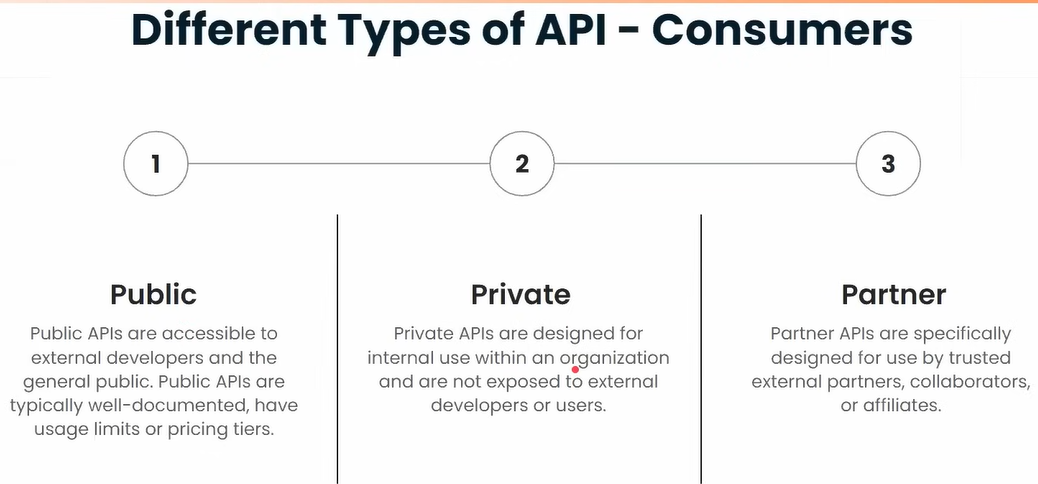 Different Types of API - Consumers
1
2
3
Public
Public APIs are accessible to
external developers and the
general public. Public APIs are
typically well-documented, have
usage limits or pricing tiers.
Private
Private APIs are designed for
internal use within an organization
and are not exposed to external
developers or users.
Partner
Partner APIs are specifically
designed for use by trusted
external partners, collaborators,
or affiliates.